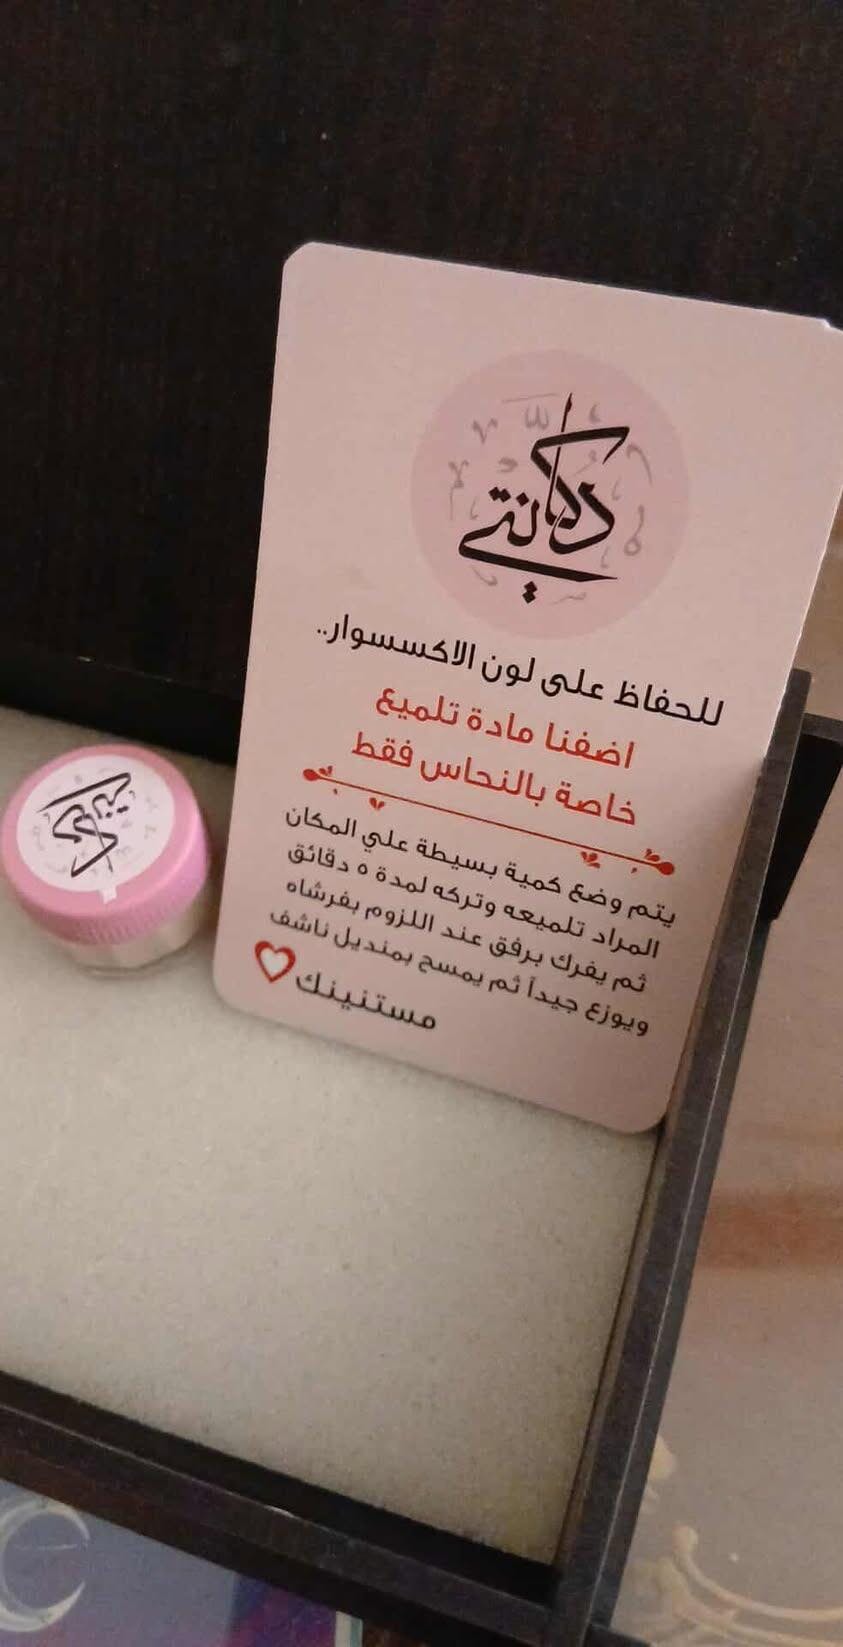 دكانتي
للحفاظ على لون الاكسسوار..
اضفنا مادة تلميع
خاصة بالنحاس فقط
يتم وضع كمية بسيطة علي المكان
المراد تلميعه وتركه لمدة ٥ دقائق
ثم يفرك برفق عند اللزوم بفرشاه
ويوزع جيداً ثم يمسح بمنديل ناشف
مستنينك
دكانتي